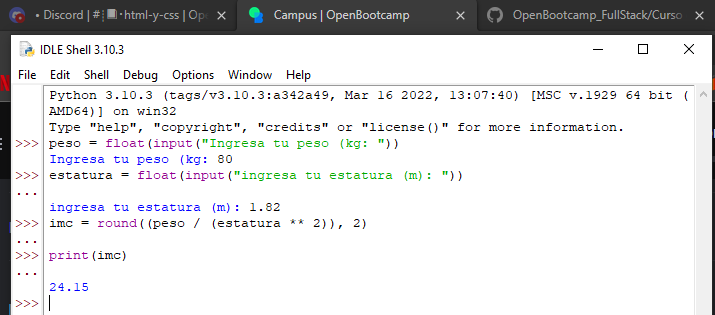 Discord | #┋🟦･html-y-css | Op
Campus | OpenBootcamp
OpenBootcamp_FullStack/Curso
IDLE Shell 3.10.3
File Edit Shell Debug Options Window Help
Python 3.10.3 (tags/v3.10.3:a342a49, Mar 16 2022, 13:07:40) [MSC v.1929 64 bit (
AMD64)] on win32
Type "help", "copyright", "credits" or "license()" for more information.
>>> peso = float(input("Ingresa tu peso (kg: "))
Ingresa tu peso (kg: 80
>>> estatura = float(input("ingresa tu estatura (m): "))
...
ingresa tu estatura (m): 1.82
>>> imc = round((peso / (estatura ** 2)), 2)
...
>>> print(imc)
...
24.15
>>>